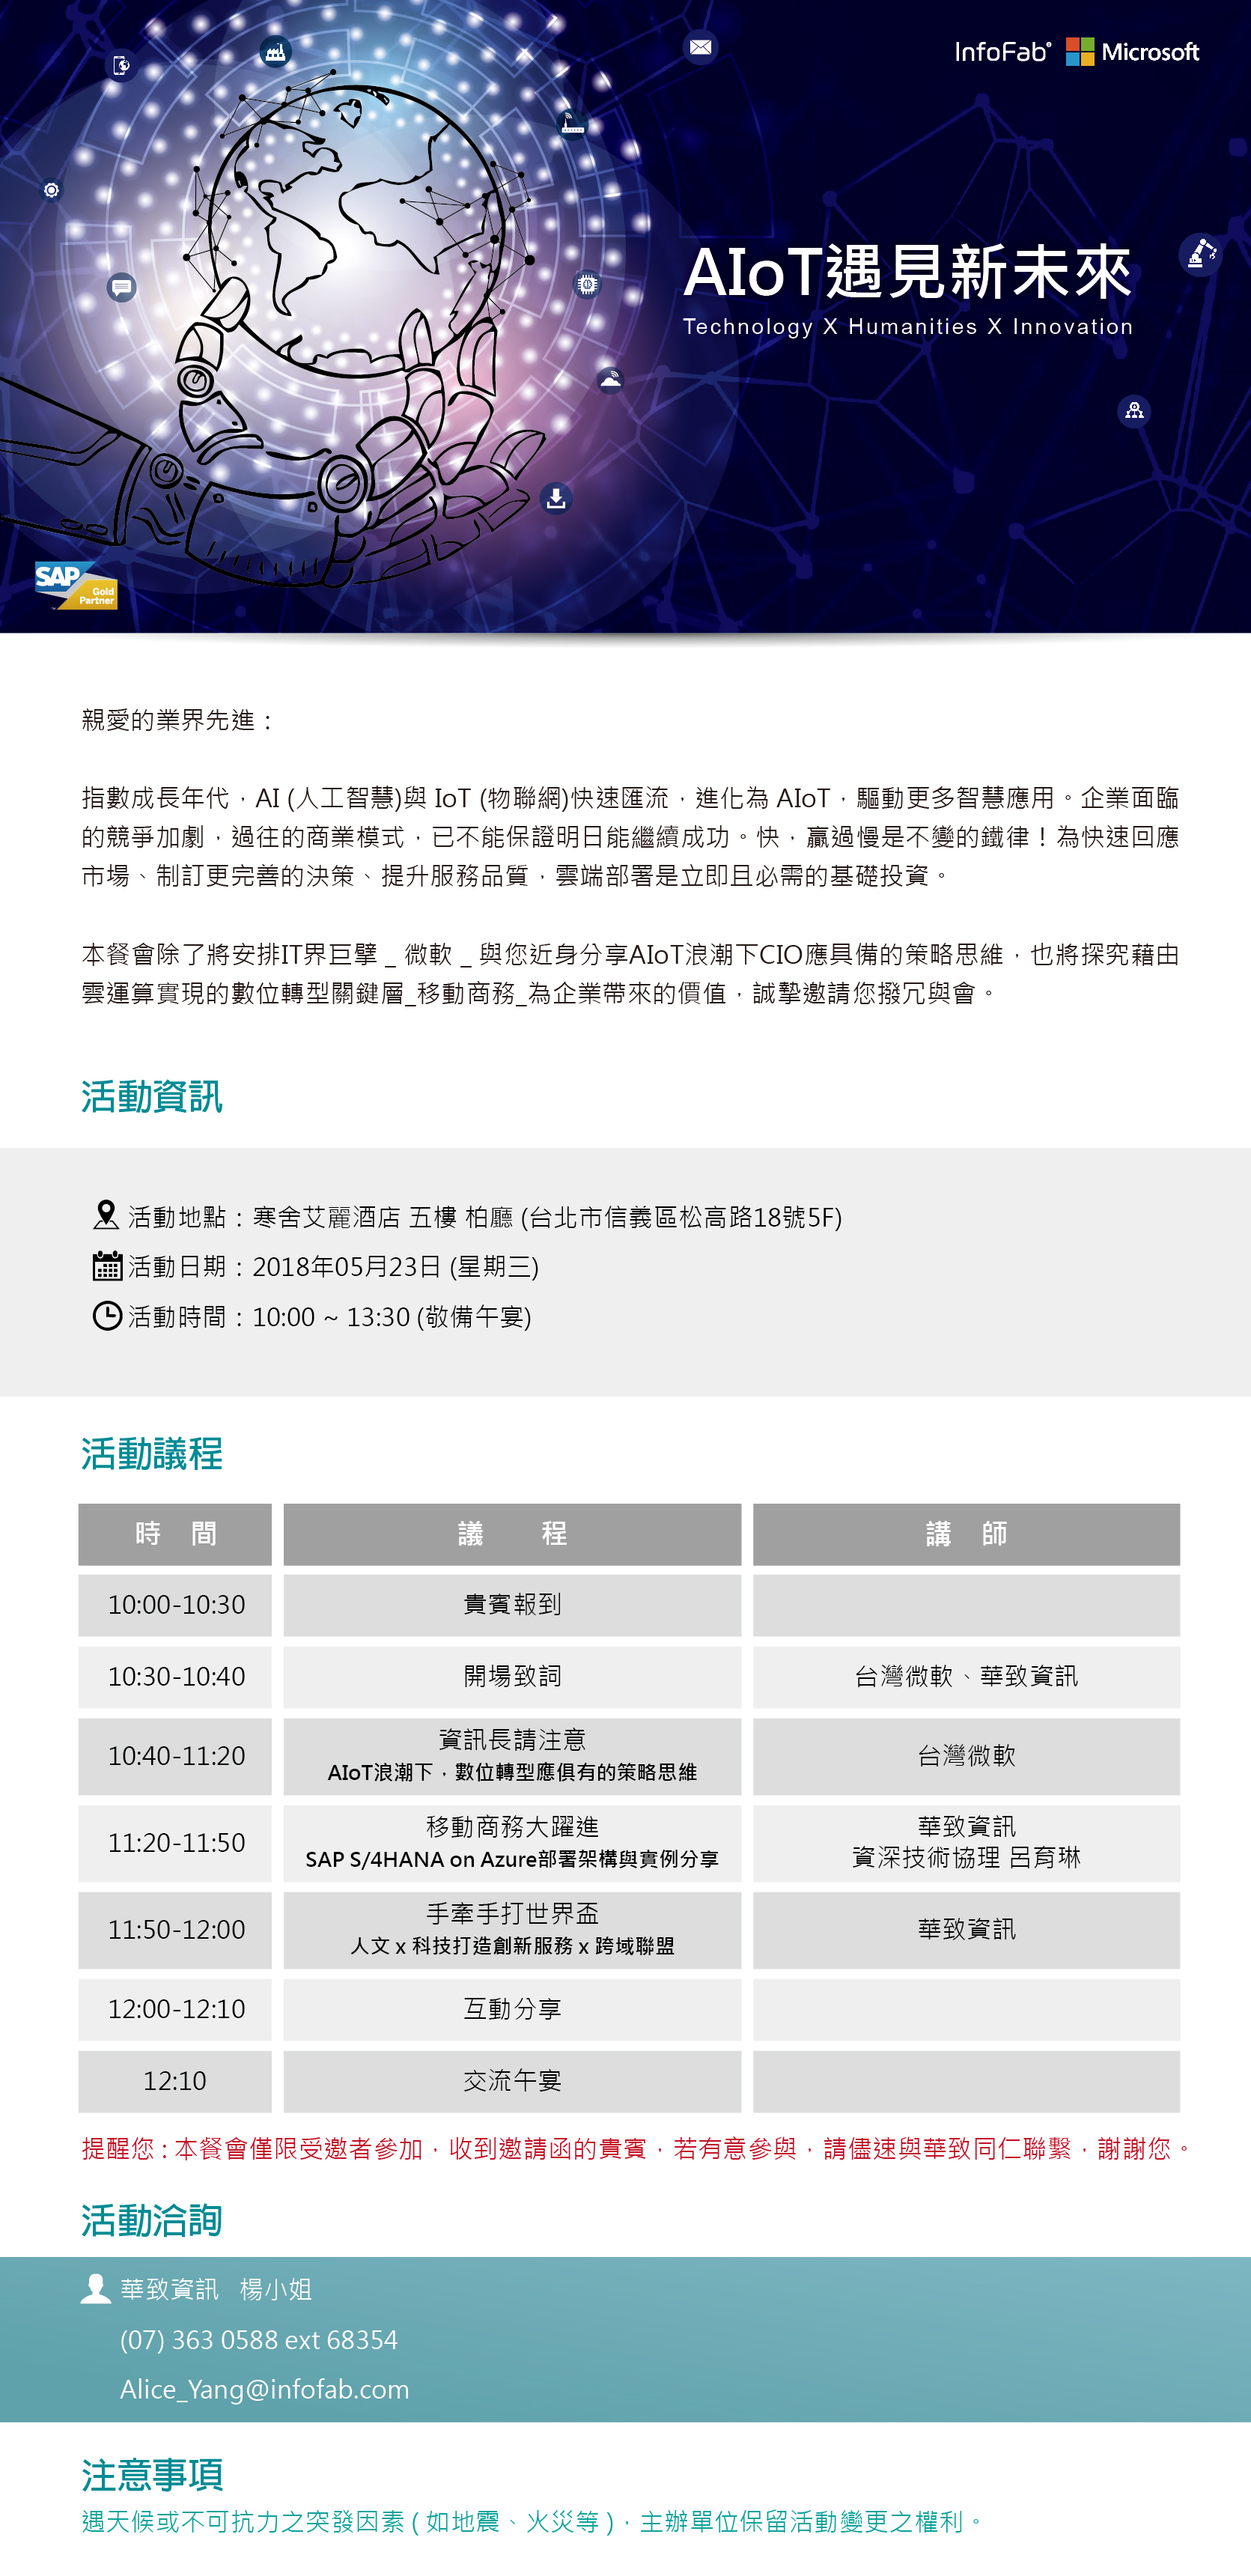 InfoFab® Microsoft
AIoT遇見新未來
Technology X Humanities X Innovation
SAP Gold Partner
親愛的業界先進：
指數成長年代，AI (人工智慧)與 IoT (物聯網)快速匯流，進化為 AIoT，驅動更多智慧應用。企業面臨
的競爭加劇，過往的商業模式，已不能保證明日能繼續成功。快，贏過慢是不變的鐵律！為快速回應
市場、制訂更完善的決策、提升服務品質，雲端部署是立即且必需的基礎投資。
本餐會除了將安排IT界巨擘 _ 微軟 _ 與您近身分享AIoT浪潮下CIO應具備的策略思維，也將探究藉由
雲運算實現的數位轉型關鍵層_移動商務_為企業帶來的價值，誠摯邀請您撥冗與會。
活動資訊
活動地點：寒舍艾麗酒店 五樓 柏廳 (台北市信義區松高路18號5F)
活動日期：2018年05月23日 (星期三)
活動時間：10:00 ~ 13:30 (敬備午宴)
活動議程
時 間 議 程 講 師
10:00-10:30 貴賓報到
10:30-10:40 開場致詞 台灣微軟、華致資訊
10:40-11:20 資訊長請注意 台灣微軟
AIoT浪潮下，數位轉型應俱有的策略思維
11:20-11:50 移動商務大躍進 華致資訊
SAP S/4HANA on Azure部署架構與實例分享 資深技術協理 呂育琳
11:50-12:00 手牽手打世界盃 華致資訊
人文 x 科技打造創新服務 x 跨域聯盟
12:00-12:10 互動分享
12:10 交流午宴
提醒您 : 本餐會僅限受邀者參加，收到邀請函的貴賓，若有意參與，請儘速與華致同仁聯繫，謝謝您。
活動洽詢
華致資訊 楊小姐
(07) 363 0588 ext 68354
Alice_Yang@infofab.com
注意事項
遇天候或不可抗力之突發因素 ( 如地震、火災等 )，主辦單位保留活動變更之權利。